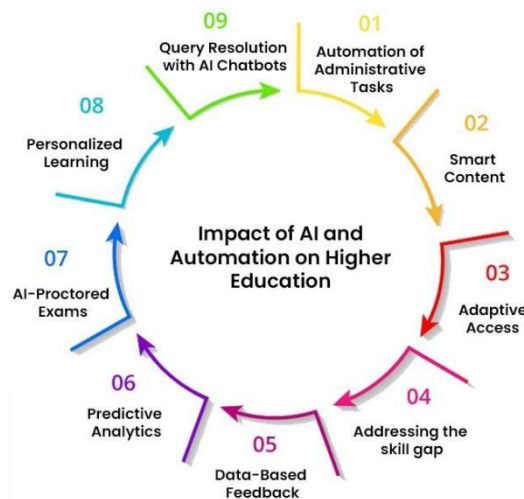 Impact of AI and
Automation on Higher
Education
01
Automation of
Administrative
Tasks
02
Smart
Content
03
Adaptive
Access
04
Addressing the
skill gap
05
Data-Based
Feedback
06
Predictive
Analytics
07
AI-Proctored
Exams
08
Personalized
Learning
09
Query Resolution
with AI Chatbots